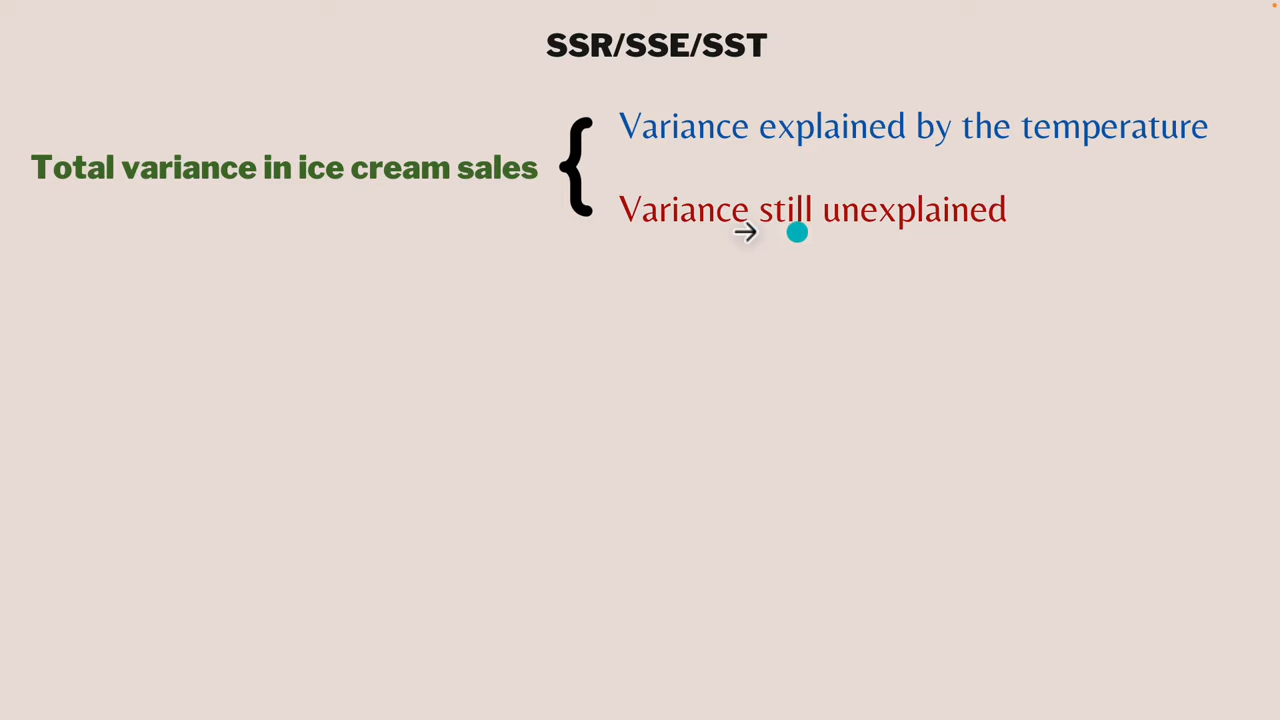 SSR/SSE/SST
Variance explained by the temperature
Total variance in ice cream sales
Variance still unexplained